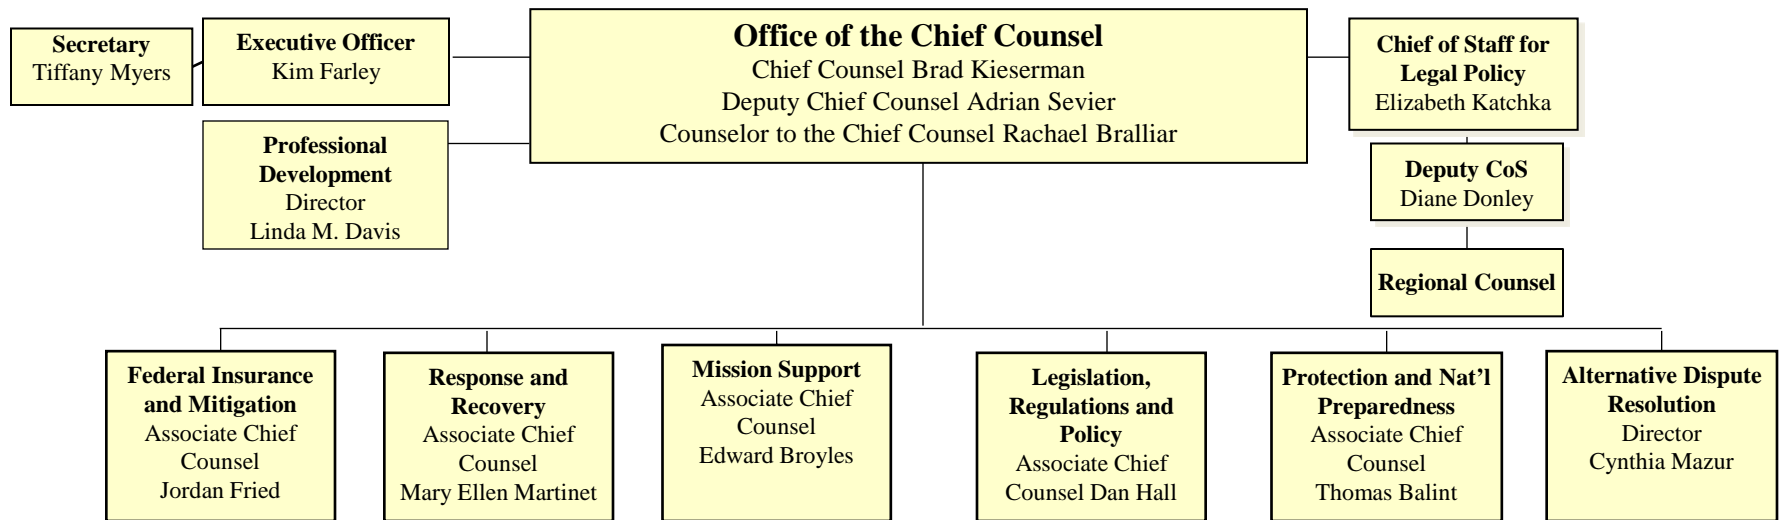 Secretary
Tiffany Myers
Executive Officer
Kim Farley
Office of the Chief Counsel
Chief Counsel Brad Kieserman
Deputy Chief Counsel Adrian Sevier
Counselor to the Chief Counsel Rachael Bralliar
Chief of Staff for
Legal Policy
Elizabeth Katchka
Professional
Development
Director
Linda M. Davis
Deputy CoS
Diane Donley
Regional Counsel
Federal Insurance
and Mitigation
Associate Chief
Counsel
Jordan Fried
Response and
Recovery
Associate Chief
Counsel
Mary Ellen Martinet
Mission Support
Associate Chief
Counsel
Edward Broyles
Legislation,
Regulations and
Policy
Associate Chief
Counsel Dan Hall
Protection and Nat’l
Preparedness
Associate Chief
Counsel
Thomas Balint
Alternative Dispute
Resolution
Director
Cynthia Mazur